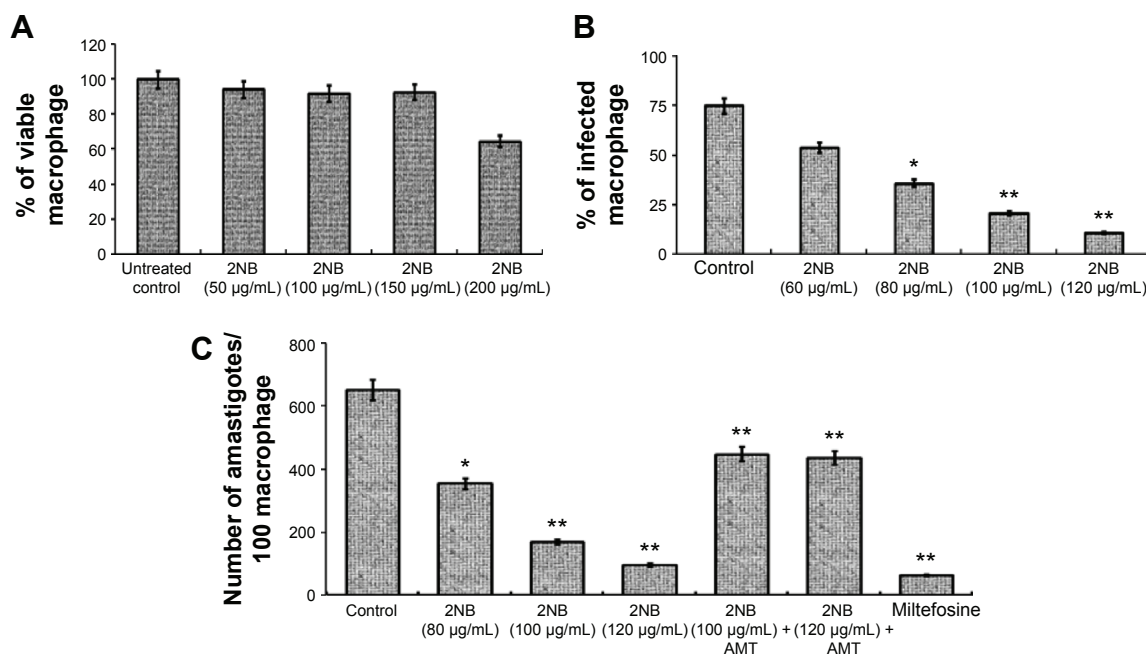 A
% of viable
macrophage
120
100
80
60
40
20
0
Untreated
control
2NB
(50 µg/mL)
2NB
(100 µg/mL)
2NB
(150 µg/mL)
2NB
(200 µg/mL)
B
% of infected
macrophage
100
75
50
25
0
*
**
**
Control
2NB
(60 µg/mL)
2NB
(80 µg/mL)
2NB
(100 µg/mL)
2NB
(120 µg/mL)
C
Number of amastigotes/
100 macrophage
800
600
400
200
0
*
**
**
**
**
**
Control
2NB
(80 µg/mL)
2NB
(100 µg/mL)
2NB
(120 µg/mL)
2NB
(100 µg/mL) +
AMT
2NB
(120 µg/mL) +
AMT
Miltefosine